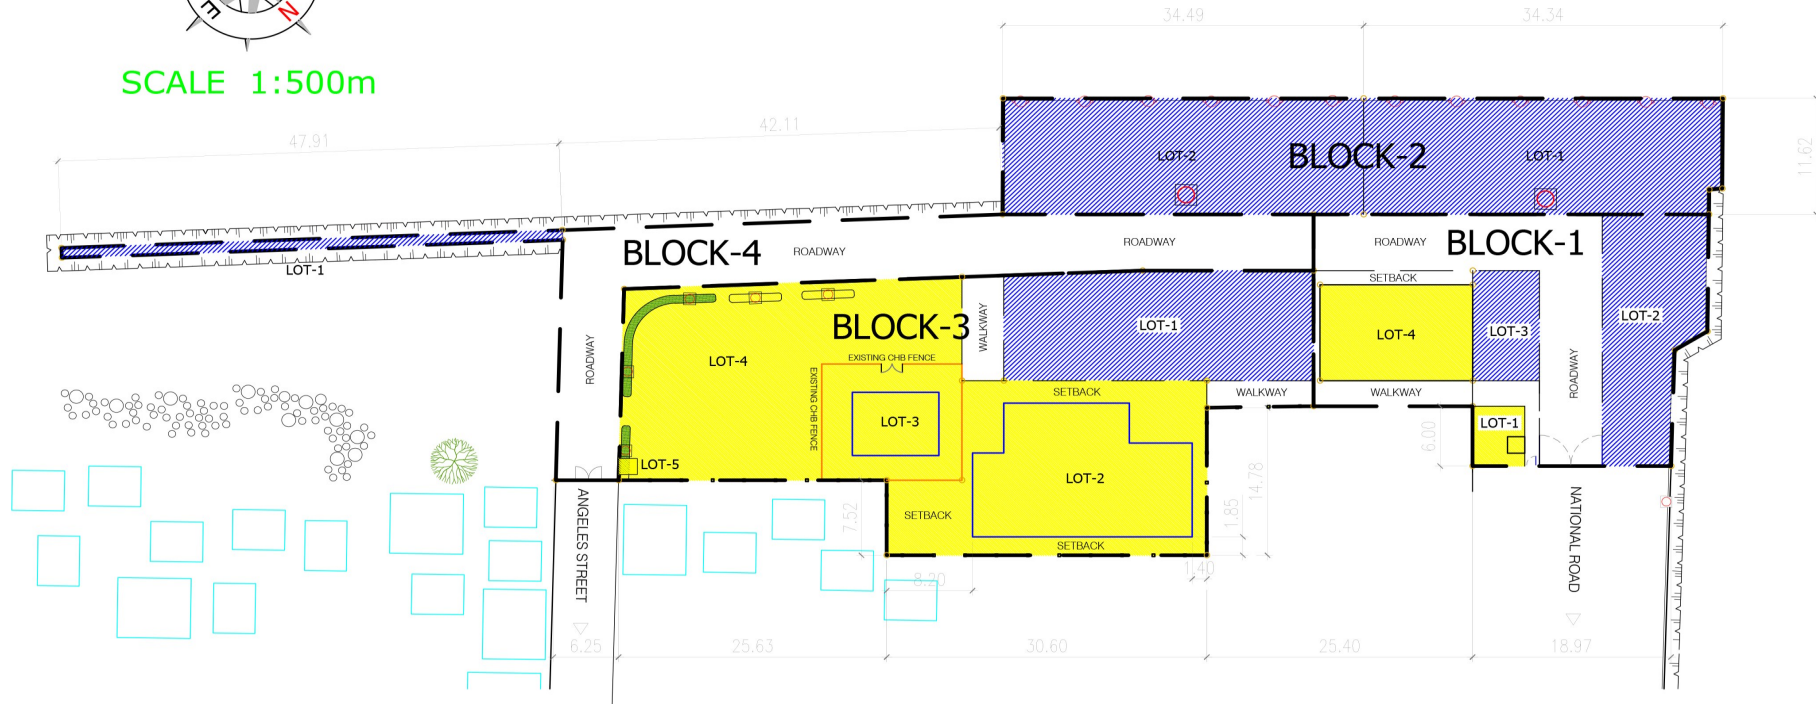 E
N
SCALE 1:500m
34.49
34.34
42.11
47.91
11.62
LOT-2
BLOCK-2
LOT-1
BLOCK-4
ROADWAY
ROADWAY
ROADWAY
BLOCK-1
LOT-1
SETBACK
BLOCK-3
WALKWAY
LOT-1
LOT-4
LOT-3
LOT-2
ROADWAY
LOT-4
EXISTING CHB FENCE
EXISTING CHB FENCE
ROADWAY
SETBACK
WALKWAY
WALKWAY
LOT-3
LOT-1
6.00
LOT-5
LOT-2
14.78
ANGELES STREET
7.52
SETBACK
1.85
NATIONAL ROAD
SETBACK
8.20
1.40
6.25
25.63
30.60
25.40
18.97